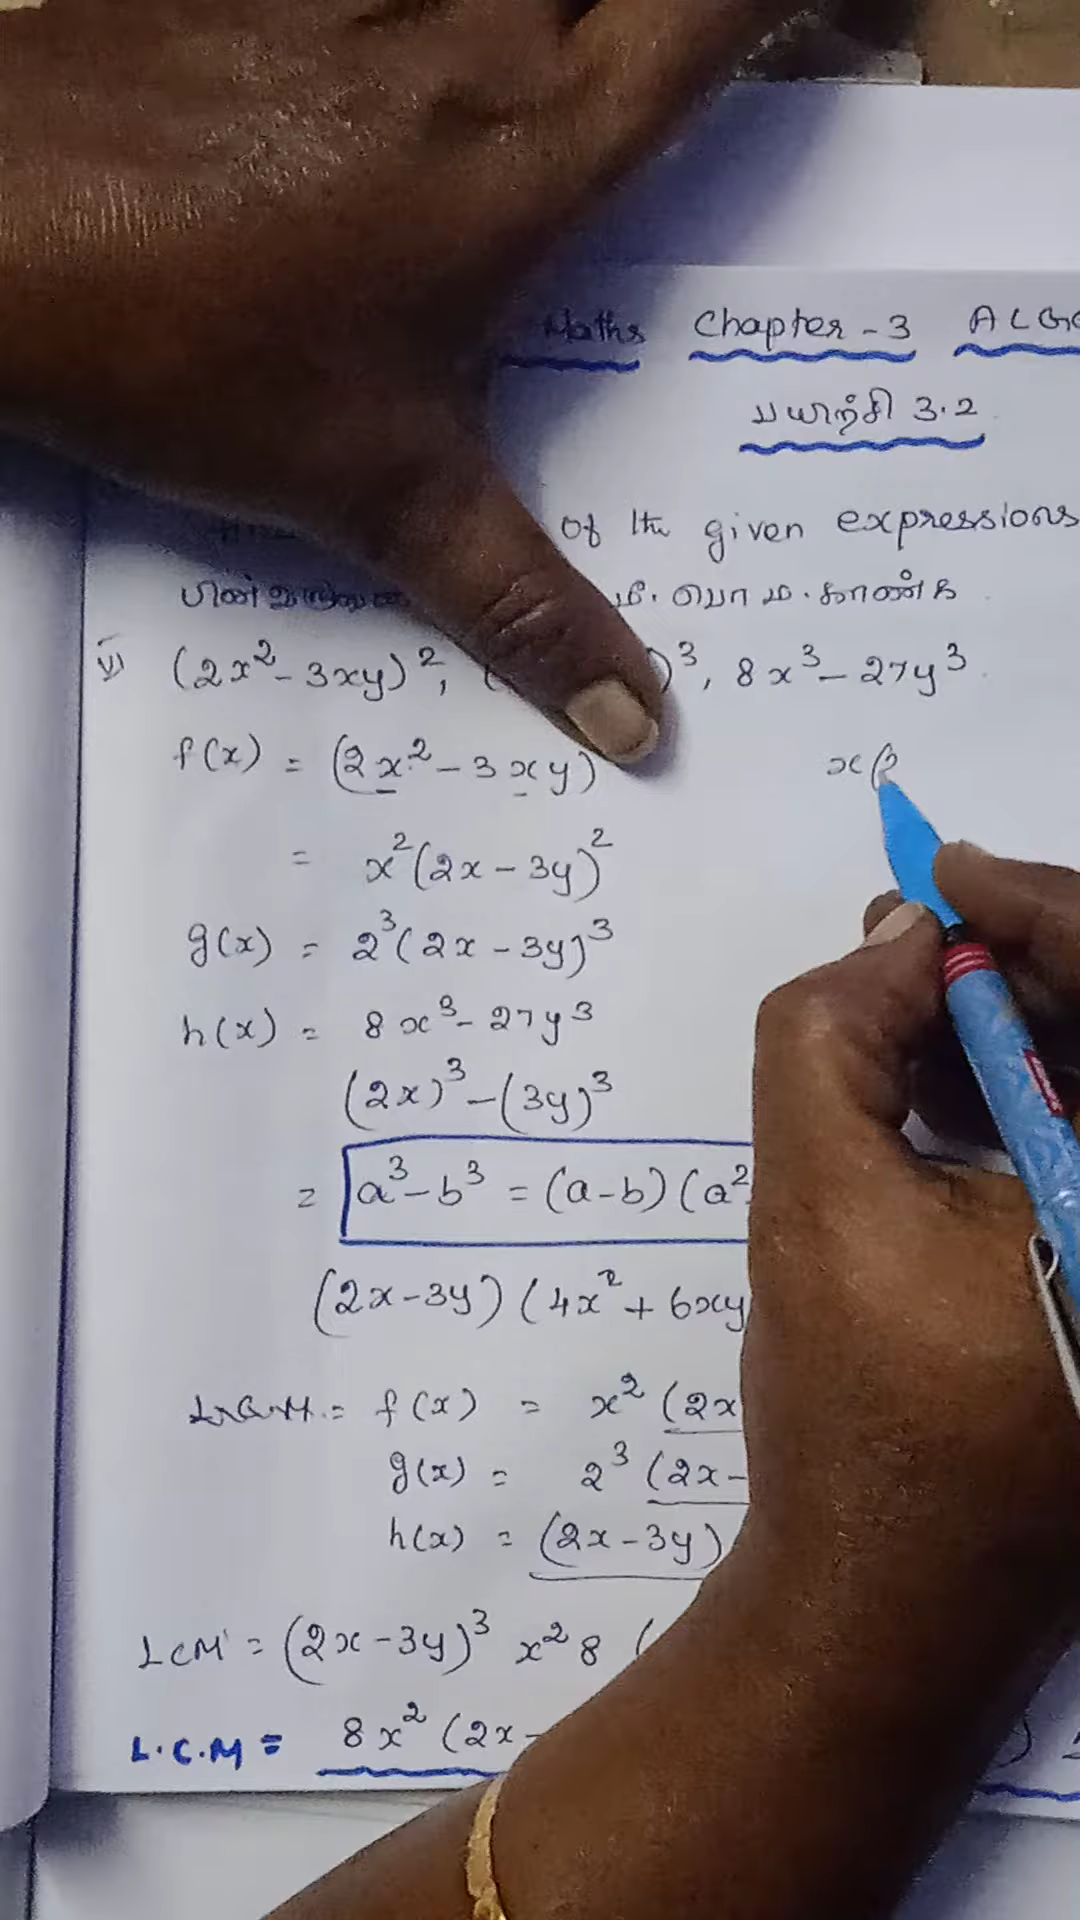 Maths Chapter - 3 ALG
பயிற்சி 3.2
Of the given expressions
மீ. பொ ம. காண்க.
vi) (2x² - 3xy)², ( )³, 8x³ - 27y³.
f(x) = (2x² - 3xy)
x(2
= x²(2x - 3y)²
g(x) = 2³(2x - 3y)³
h(x) = 8x³ - 27y³
(2x)³ - (3y)³
= a³ - b³ = (a-b) (a²
(2x-3y) (4x² + 6xy
f(x) = x² (2x
g(x) = 2³ (2x-
h(x) = (2x-3y)
LCM = (2x-3y)³ x² 8 (
L.C.M = 8x² (2x- )